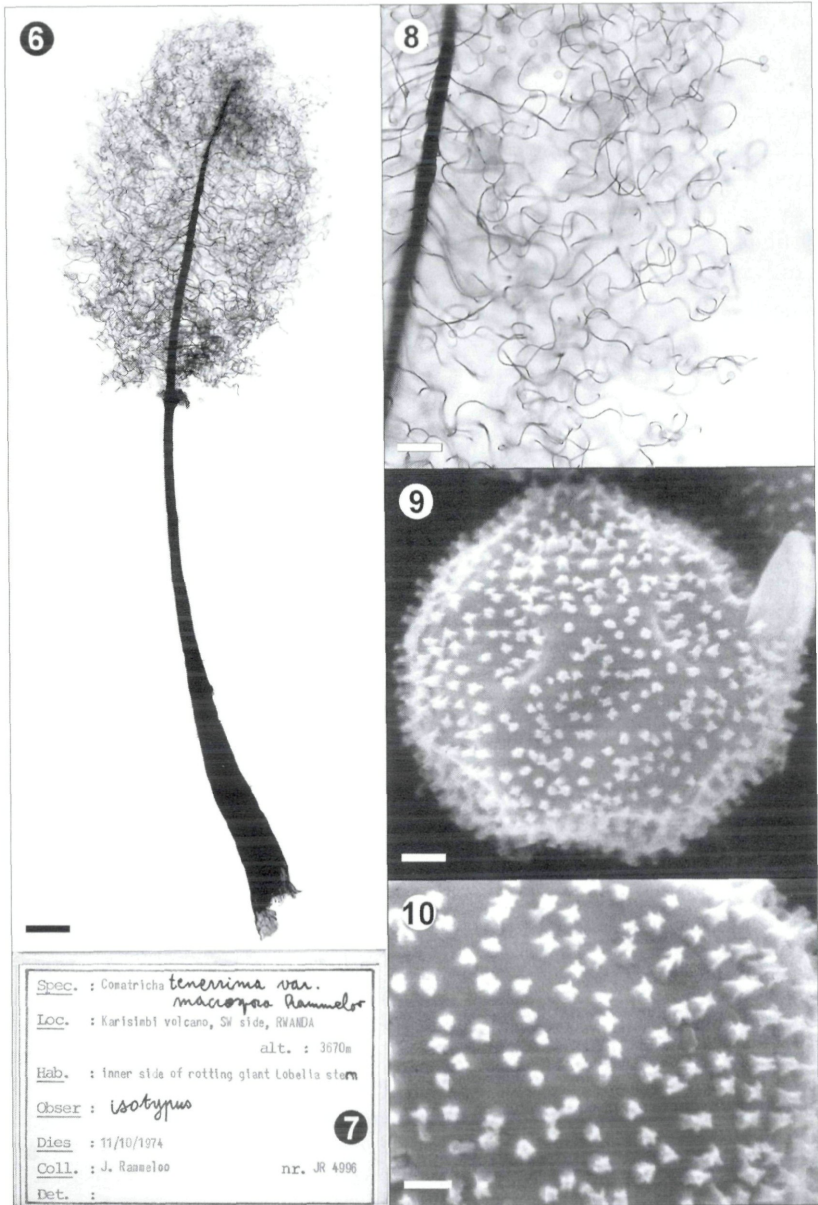 6
8
9
10
Spec. : Comatricha tenerrima var.
macrospora Rammeloo
Loc. : Karisimbi volcano, SW side, RWANDA
alt. : 3670m
Hab. : inner side of rotting giant Lobelia stem
Obser : isotypus
7
Dies : 11/10/1974
Coll. : J. Rammeloo nr. JR 4996
Det. :